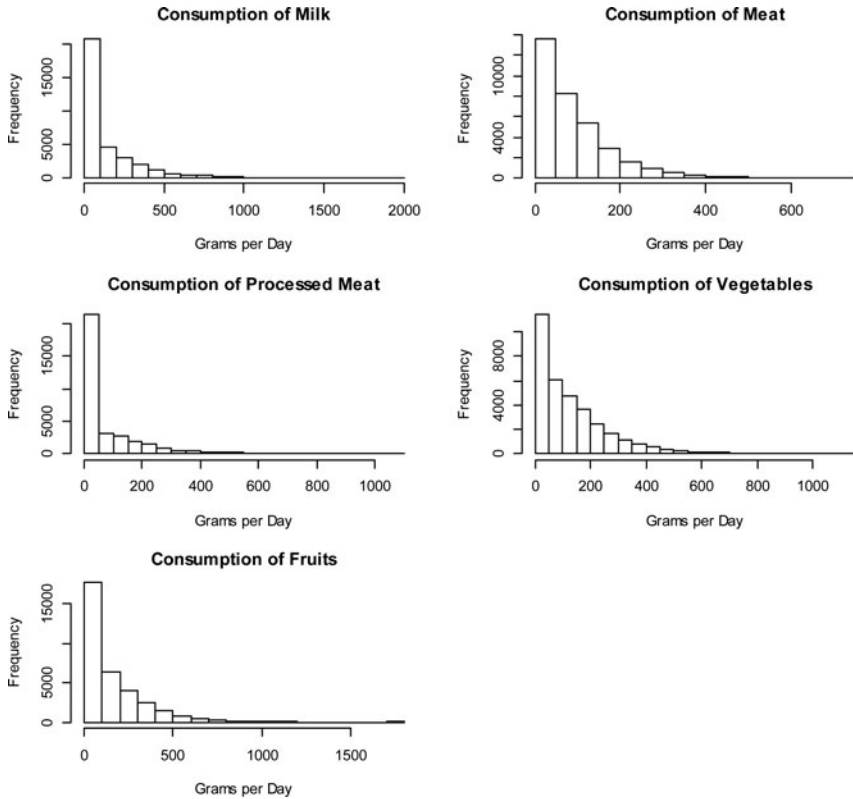 Consumption of Milk
Frequency
15000
5000
0
0 500 1000 1500 2000
Grams per Day
Consumption of Meat
Frequency
10000
4000
0
0 200 400 600
Grams per Day
Consumption of Processed Meat
Frequency
15000
5000
0
0 200 400 600 800 1000
Grams per Day
Consumption of Vegetables
Frequency
8000
4000
0
0 200 400 600 800 1000
Grams per Day
Consumption of Fruits
Frequency
15000
5000
0
0 500 1000 1500
Grams per Day